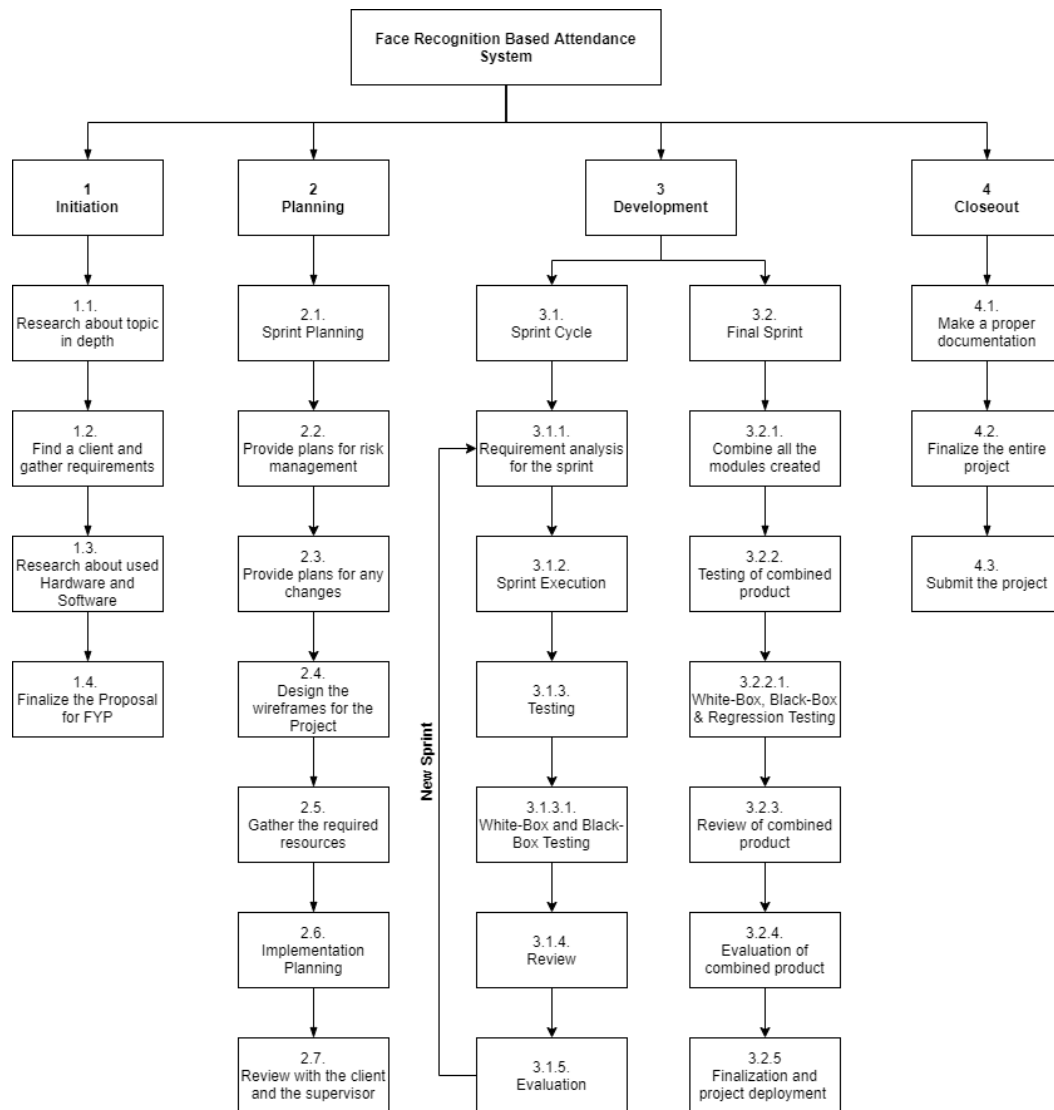 Face Recognition Based Attendance
System
1
Initiation
2
Planning
3
Development
4
Closeout
1.1.
Research about topic
in depth
1.2.
Find a client and
gather requirements
1.3.
Research about used
Hardware and
Software
1.4.
Finalize the Proposal
for FYP
2.1.
Sprint Planning
2.2.
Provide plans for risk
management
2.3.
Provide plans for any
changes
2.4.
Design the
wireframes for the
Project
2.5.
Gather the required
resources
2.6.
Implementation
Planning
2.7.
Review with the client
and the supervisor
3.1.
Sprint Cycle
3.1.1.
Requirement analysis
for the sprint
3.1.2.
Sprint Execution
3.1.3.
Testing
3.1.3.1.
White-Box and Black-
Box Testing
3.1.4.
Review
3.1.5.
Evaluation
New Sprint
3.2.
Final Sprint
3.2.1.
Combine all the
modules created
3.2.2.
Testing of combined
product
3.2.2.1.
White-Box, Black-Box
& Regression Testing
3.2.3.
Review of combined
product
3.2.4.
Evaluation of
combined product
3.2.5
Finalization and
project deployment
4.1.
Make a proper
documentation
4.2.
Finalize the entire
project
4.3.
Submit the project